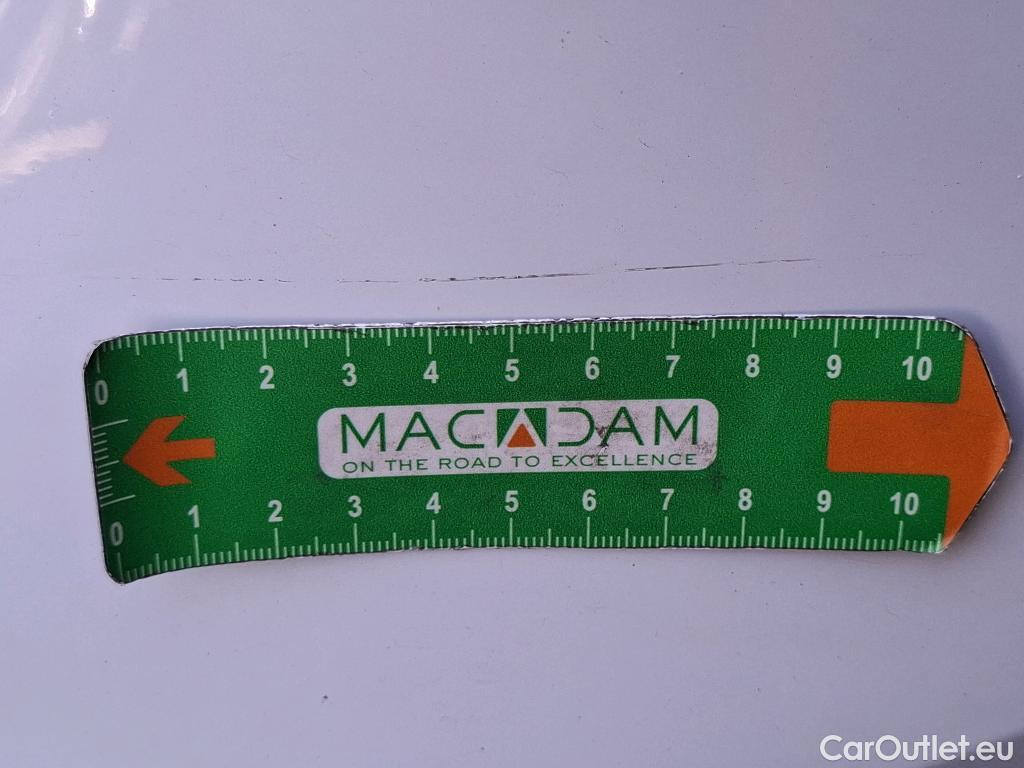 0 1 2 3 4 5 6 7 8 9 10
MACADAM
ON THE ROAD TO EXCELLENCE
0 1 2 3 4 5 6 7 8 9 10
CarOutlet.eu